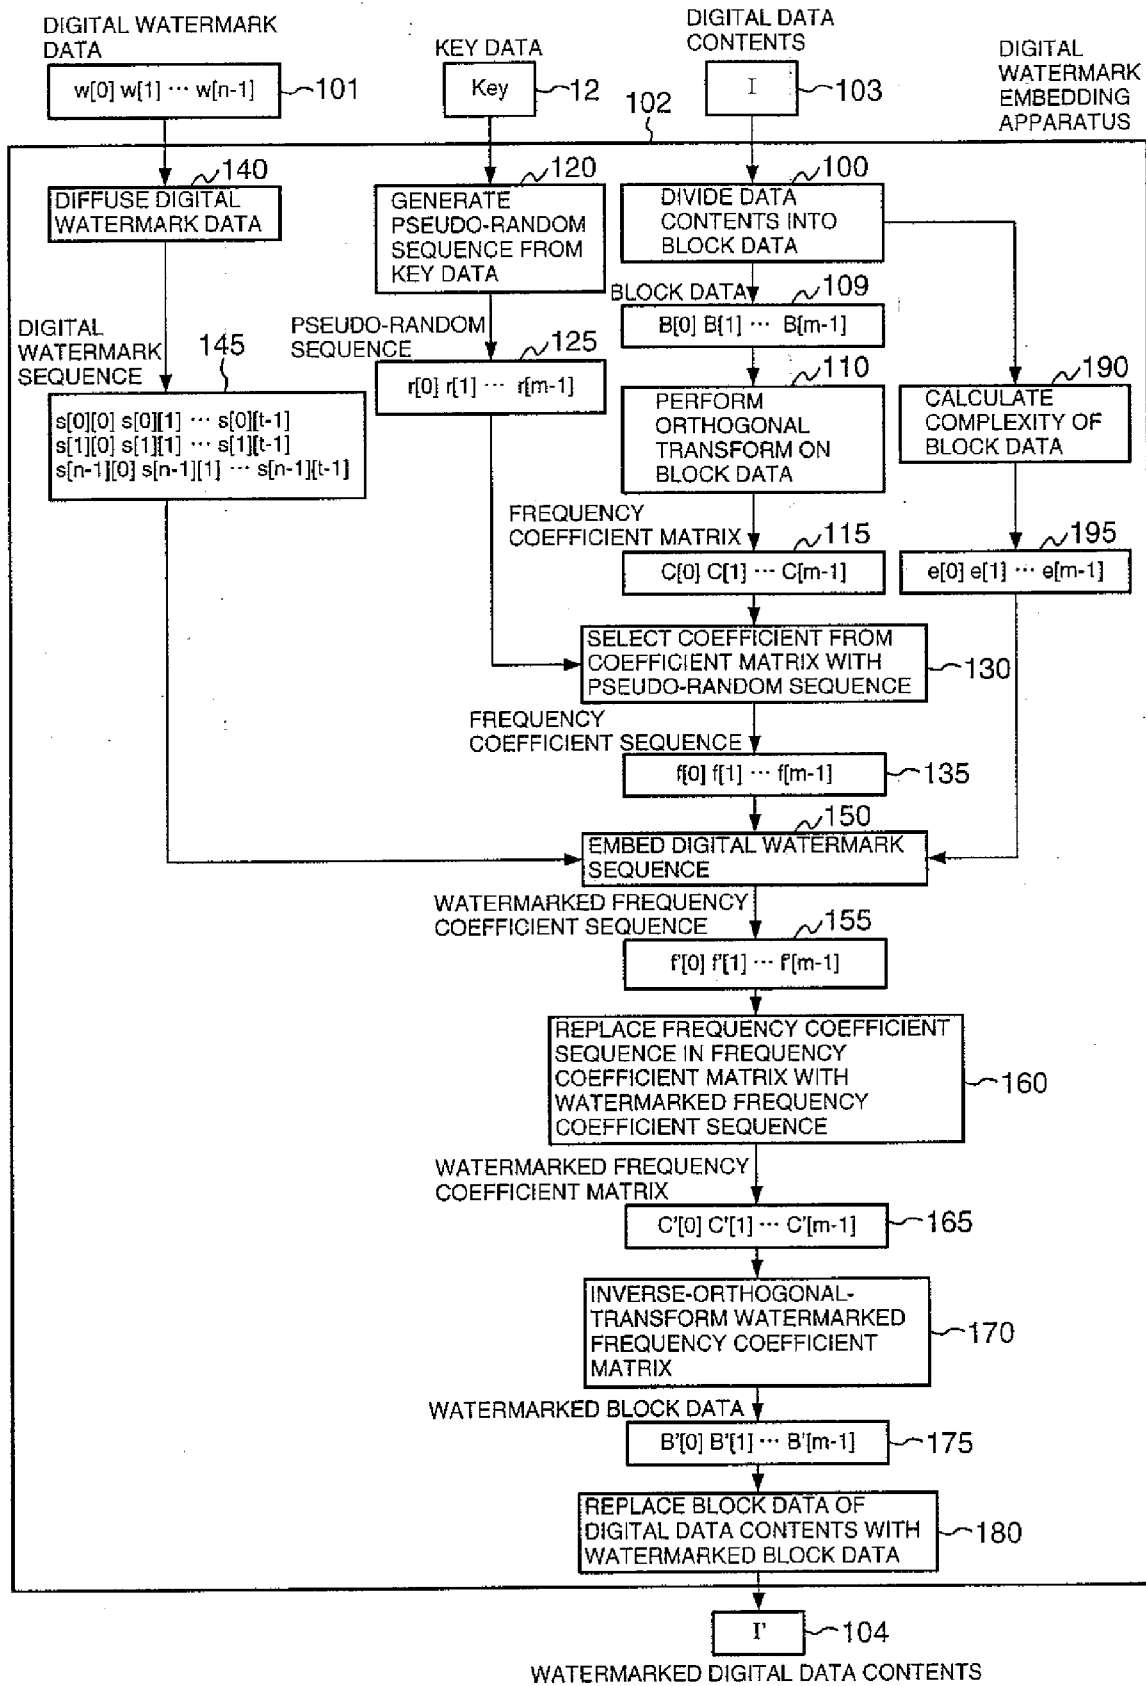 DIGITAL WATERMARK
DATA
w[0] w[1] ··· w[n-1]
101
KEY DATA
Key
12
DIGITAL DATA
CONTENTS
I
103
DIGITAL
WATERMARK
EMBEDDING
APPARATUS
102
140
DIFFUSE DIGITAL
WATERMARK DATA
120
GENERATE
PSEUDO-RANDOM
SEQUENCE FROM
KEY DATA
100
DIVIDE DATA
CONTENTS INTO
BLOCK DATA
BLOCK DATA
109
B[0] B[1] ··· B[m-1]
DIGITAL
WATERMARK
SEQUENCE
145
s[0][0] s[0][1] ··· s[0][t-1]
s[1][0] s[1][1] ··· s[1][t-1]
s[n-1][0] s[n-1][1] ··· s[n-1][t-1]
PSEUDO-RANDOM
SEQUENCE
125
r[0] r[1] ··· r[m-1]
110
PERFORM
ORTHOGONAL
TRANSFORM ON
BLOCK DATA
190
CALCULATE
COMPLEXITY OF
BLOCK DATA
FREQUENCY
COEFFICIENT MATRIX
115
C[0] C[1] ··· C[m-1]
195
e[0] e[1] ··· e[m-1]
SELECT COEFFICIENT FROM
COEFFICIENT MATRIX WITH
PSEUDO-RANDOM SEQUENCE
130
FREQUENCY
COEFFICIENT SEQUENCE
f[0] f[1] ··· f[m-1]
135
150
EMBED DIGITAL WATERMARK
SEQUENCE
WATERMARKED FREQUENCY
COEFFICIENT SEQUENCE
155
f'[0] f'[1] ··· f'[m-1]
REPLACE FREQUENCY COEFFICIENT
SEQUENCE IN FREQUENCY
COEFFICIENT MATRIX WITH
WATERMARKED FREQUENCY
COEFFICIENT SEQUENCE
160
WATERMARKED FREQUENCY
COEFFICIENT MATRIX
C'[0] C'[1] ··· C'[m-1]
165
INVERSE-ORTHOGONAL-
TRANSFORM WATERMARKED
FREQUENCY COEFFICIENT
MATRIX
170
WATERMARKED BLOCK DATA
B'[0] B'[1] ··· B'[m-1]
175
REPLACE BLOCK DATA OF
DIGITAL DATA CONTENTS WITH
WATERMARKED BLOCK DATA
180
I'
104
WATERMARKED DIGITAL DATA CONTENTS